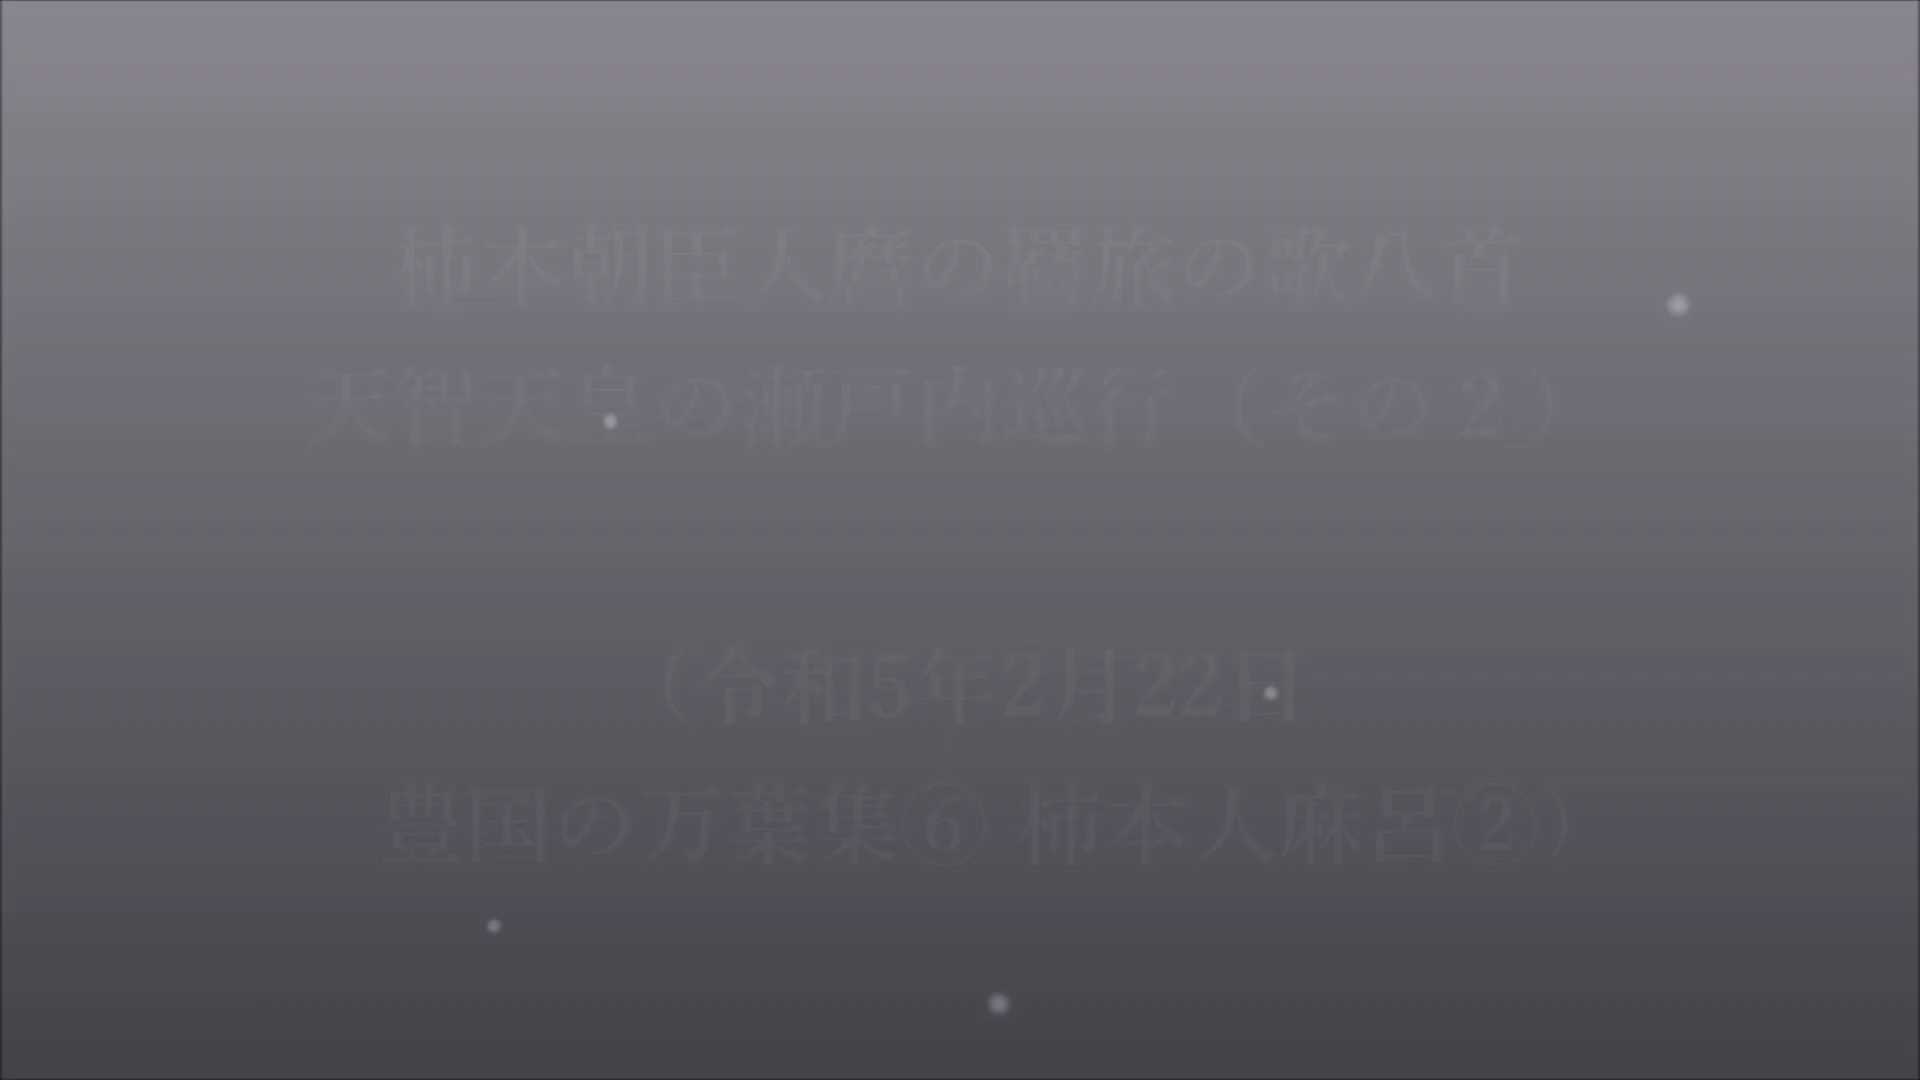 柿本朝臣人麿の羇旅の歌八首
天智天皇の瀬戸内巡行（その２）
（令和5年2月22日
豊国の万葉集⑥ 柿本人麻呂②）